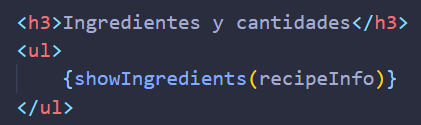 <h3>Ingredientes y cantidades</h3>
<ul>
    {showIngredients(recipeInfo)}
</ul>